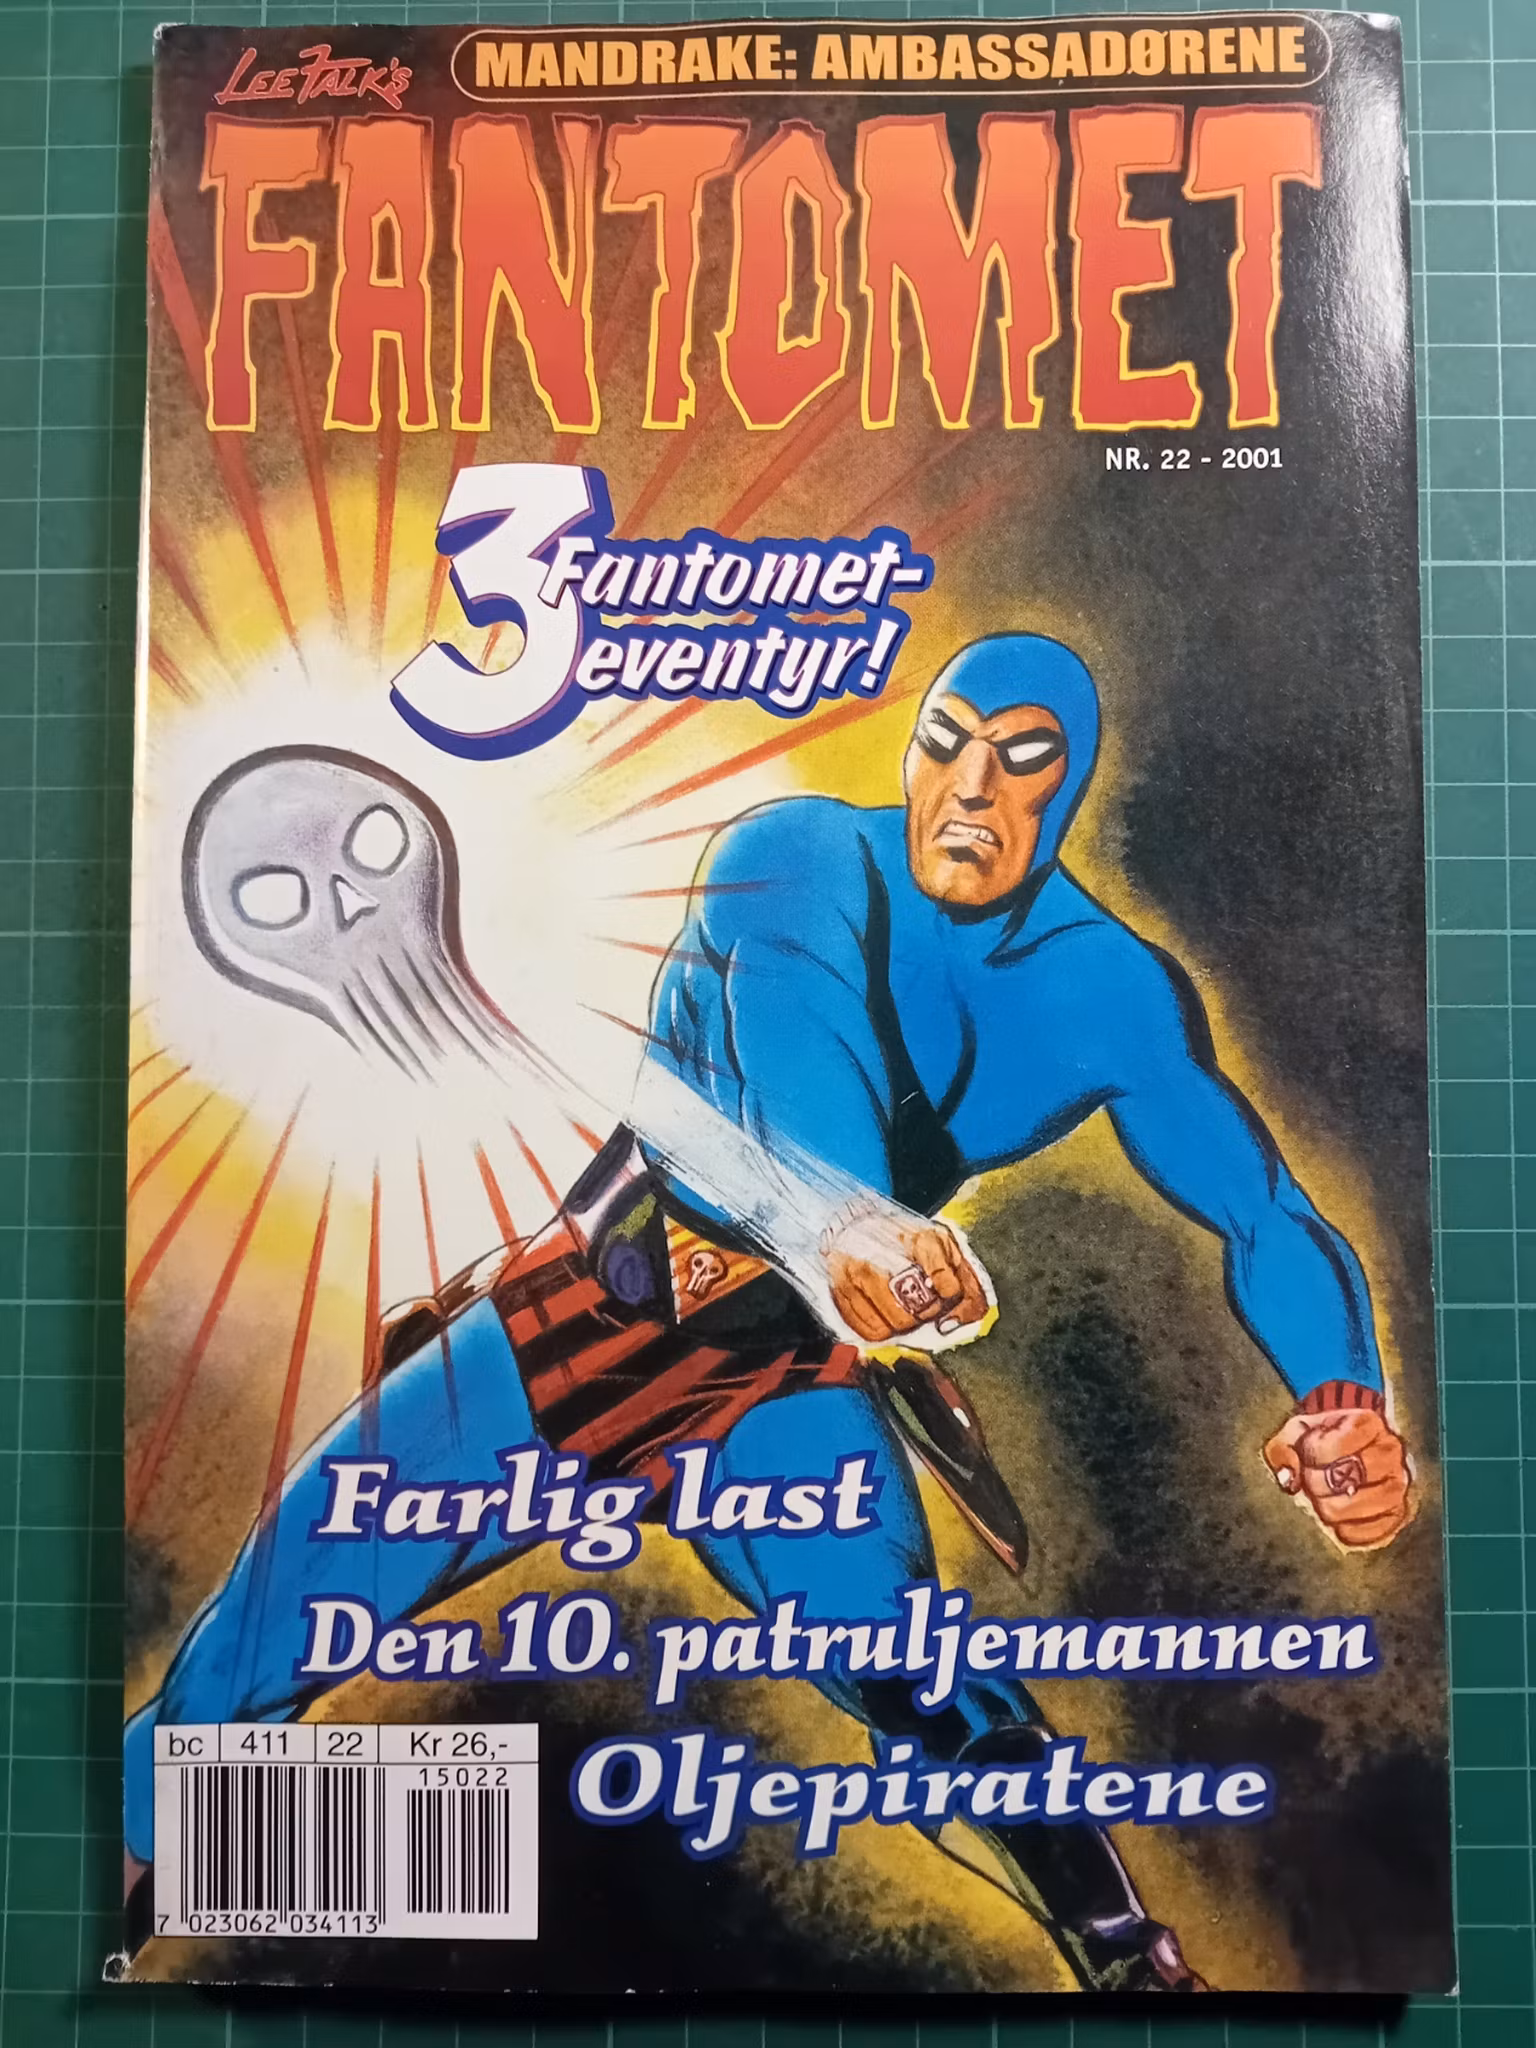 LEE FALK'S
MANDRAKE: AMBASSADØRENE
FANTOMET
NR. 22 - 2001
3 Fantomet-
eventyr!
Farlig last
Den 10. patruljemannen
Oljepiratene
bc 411 22 Kr 26,-
15022
7 023062 034113